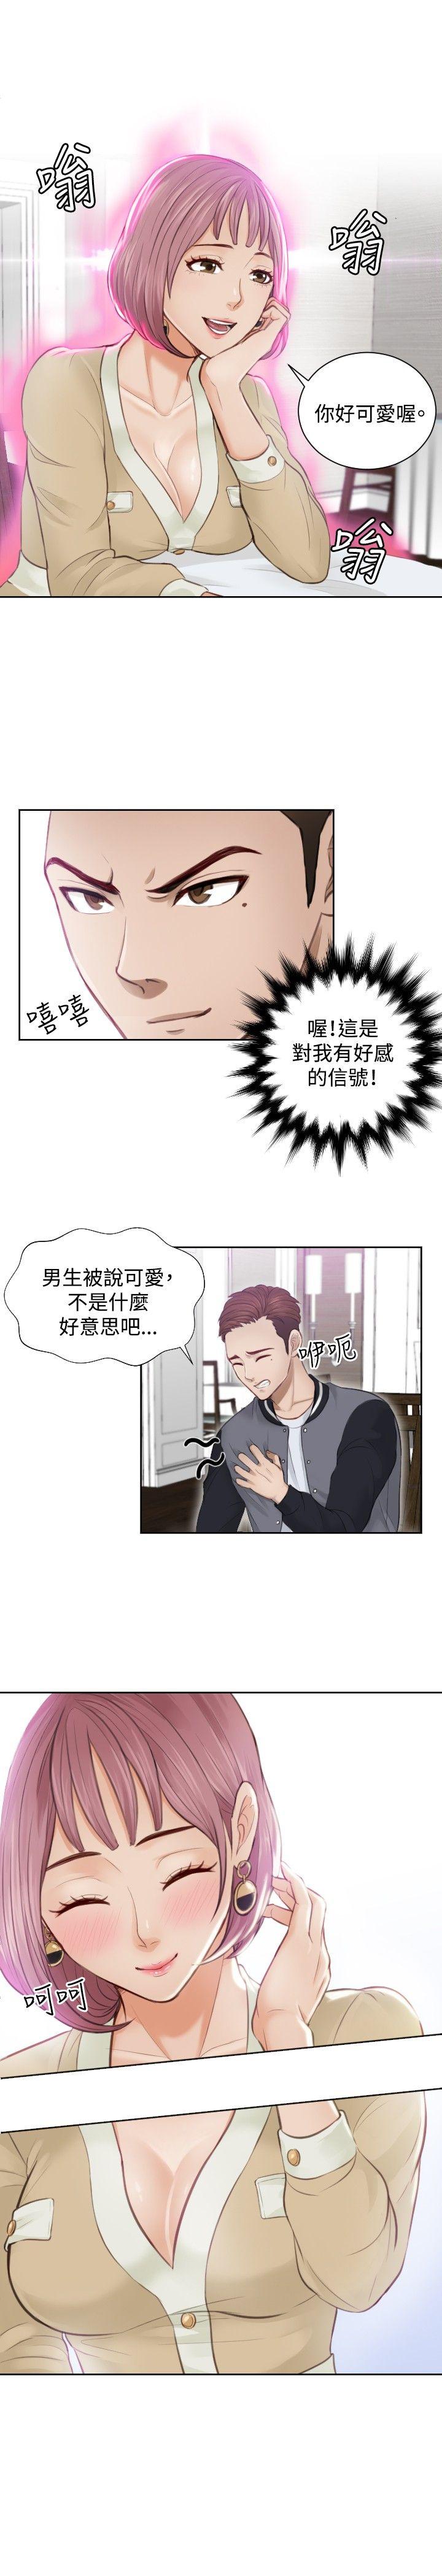 嗡
嗡
你好可愛喔。
嗡
嘻嘻
喔！這是
對我有好感
的信號！
男生被說可愛，
不是什麼
好意思吧...
咿呃
呵呵